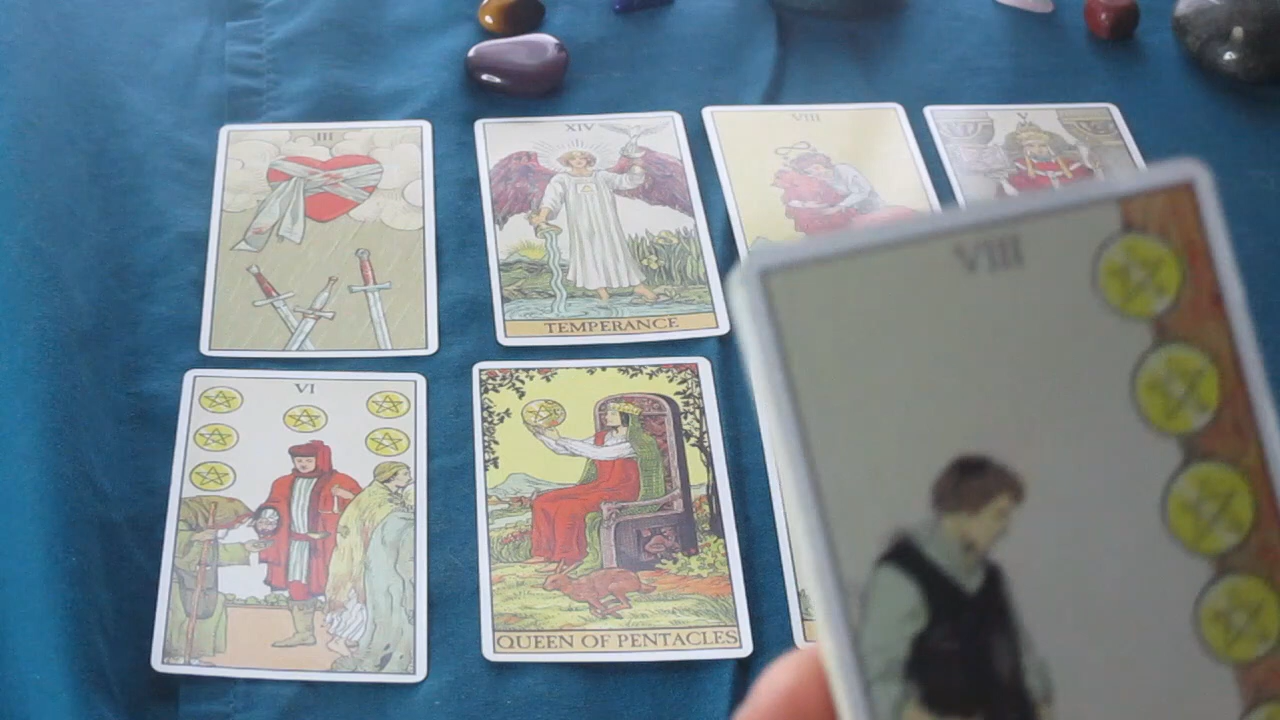 III
XIV
VIII
V
TEMPERANCE
VIII
VI
QUEEN OF PENTACLES